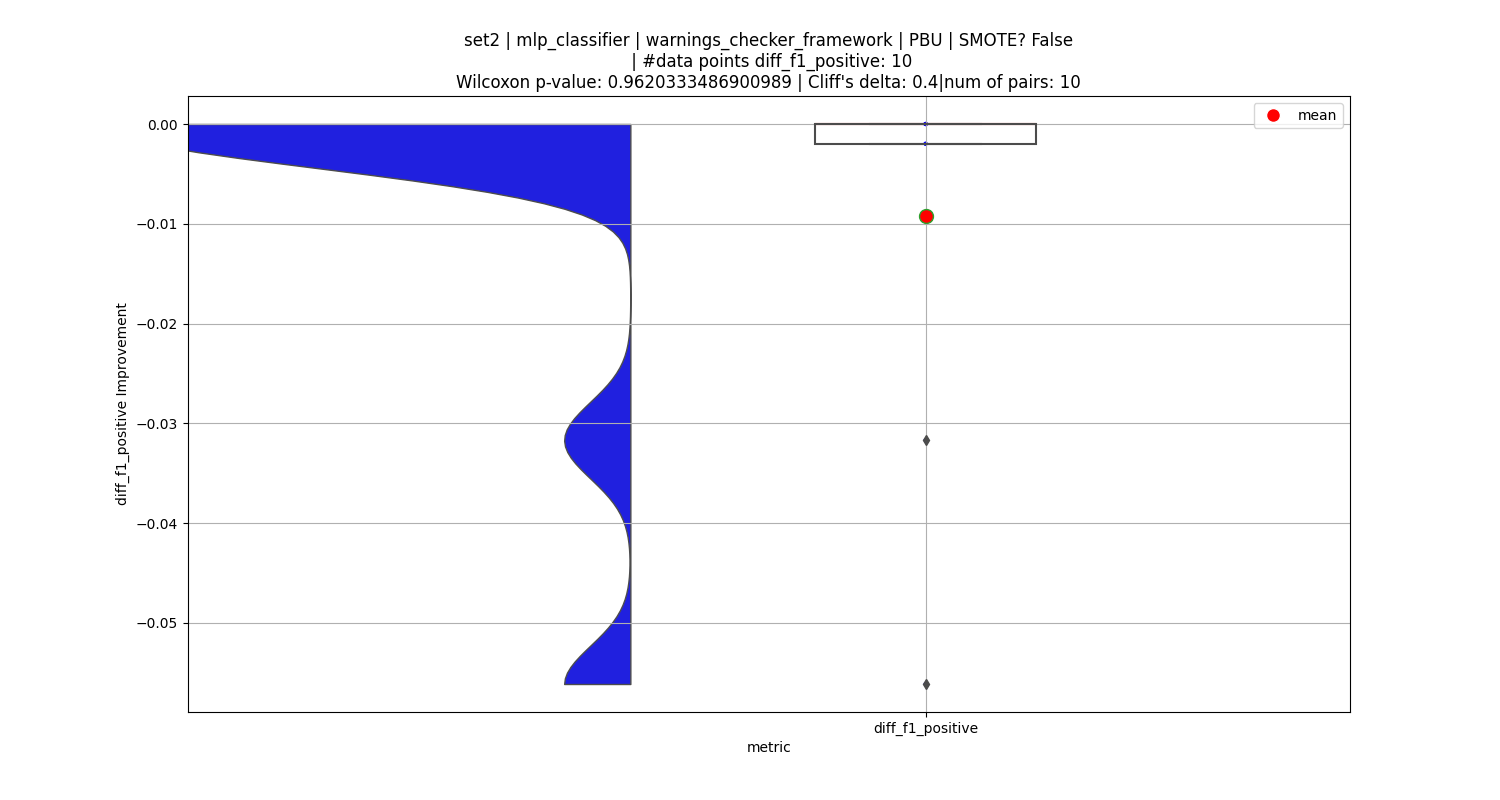 set2 | mlp_classifier | warnings_checker_framework | PBU | SMOTE? False
| #data points diff_f1_positive: 10
Wilcoxon p-value: 0.9620333486900989 | Cliff's delta: 0.4|num of pairs: 10
mean
0.00
−0.01
−0.02
−0.03
−0.04
−0.05
diff_f1_positive Improvement
diff_f1_positive
metric